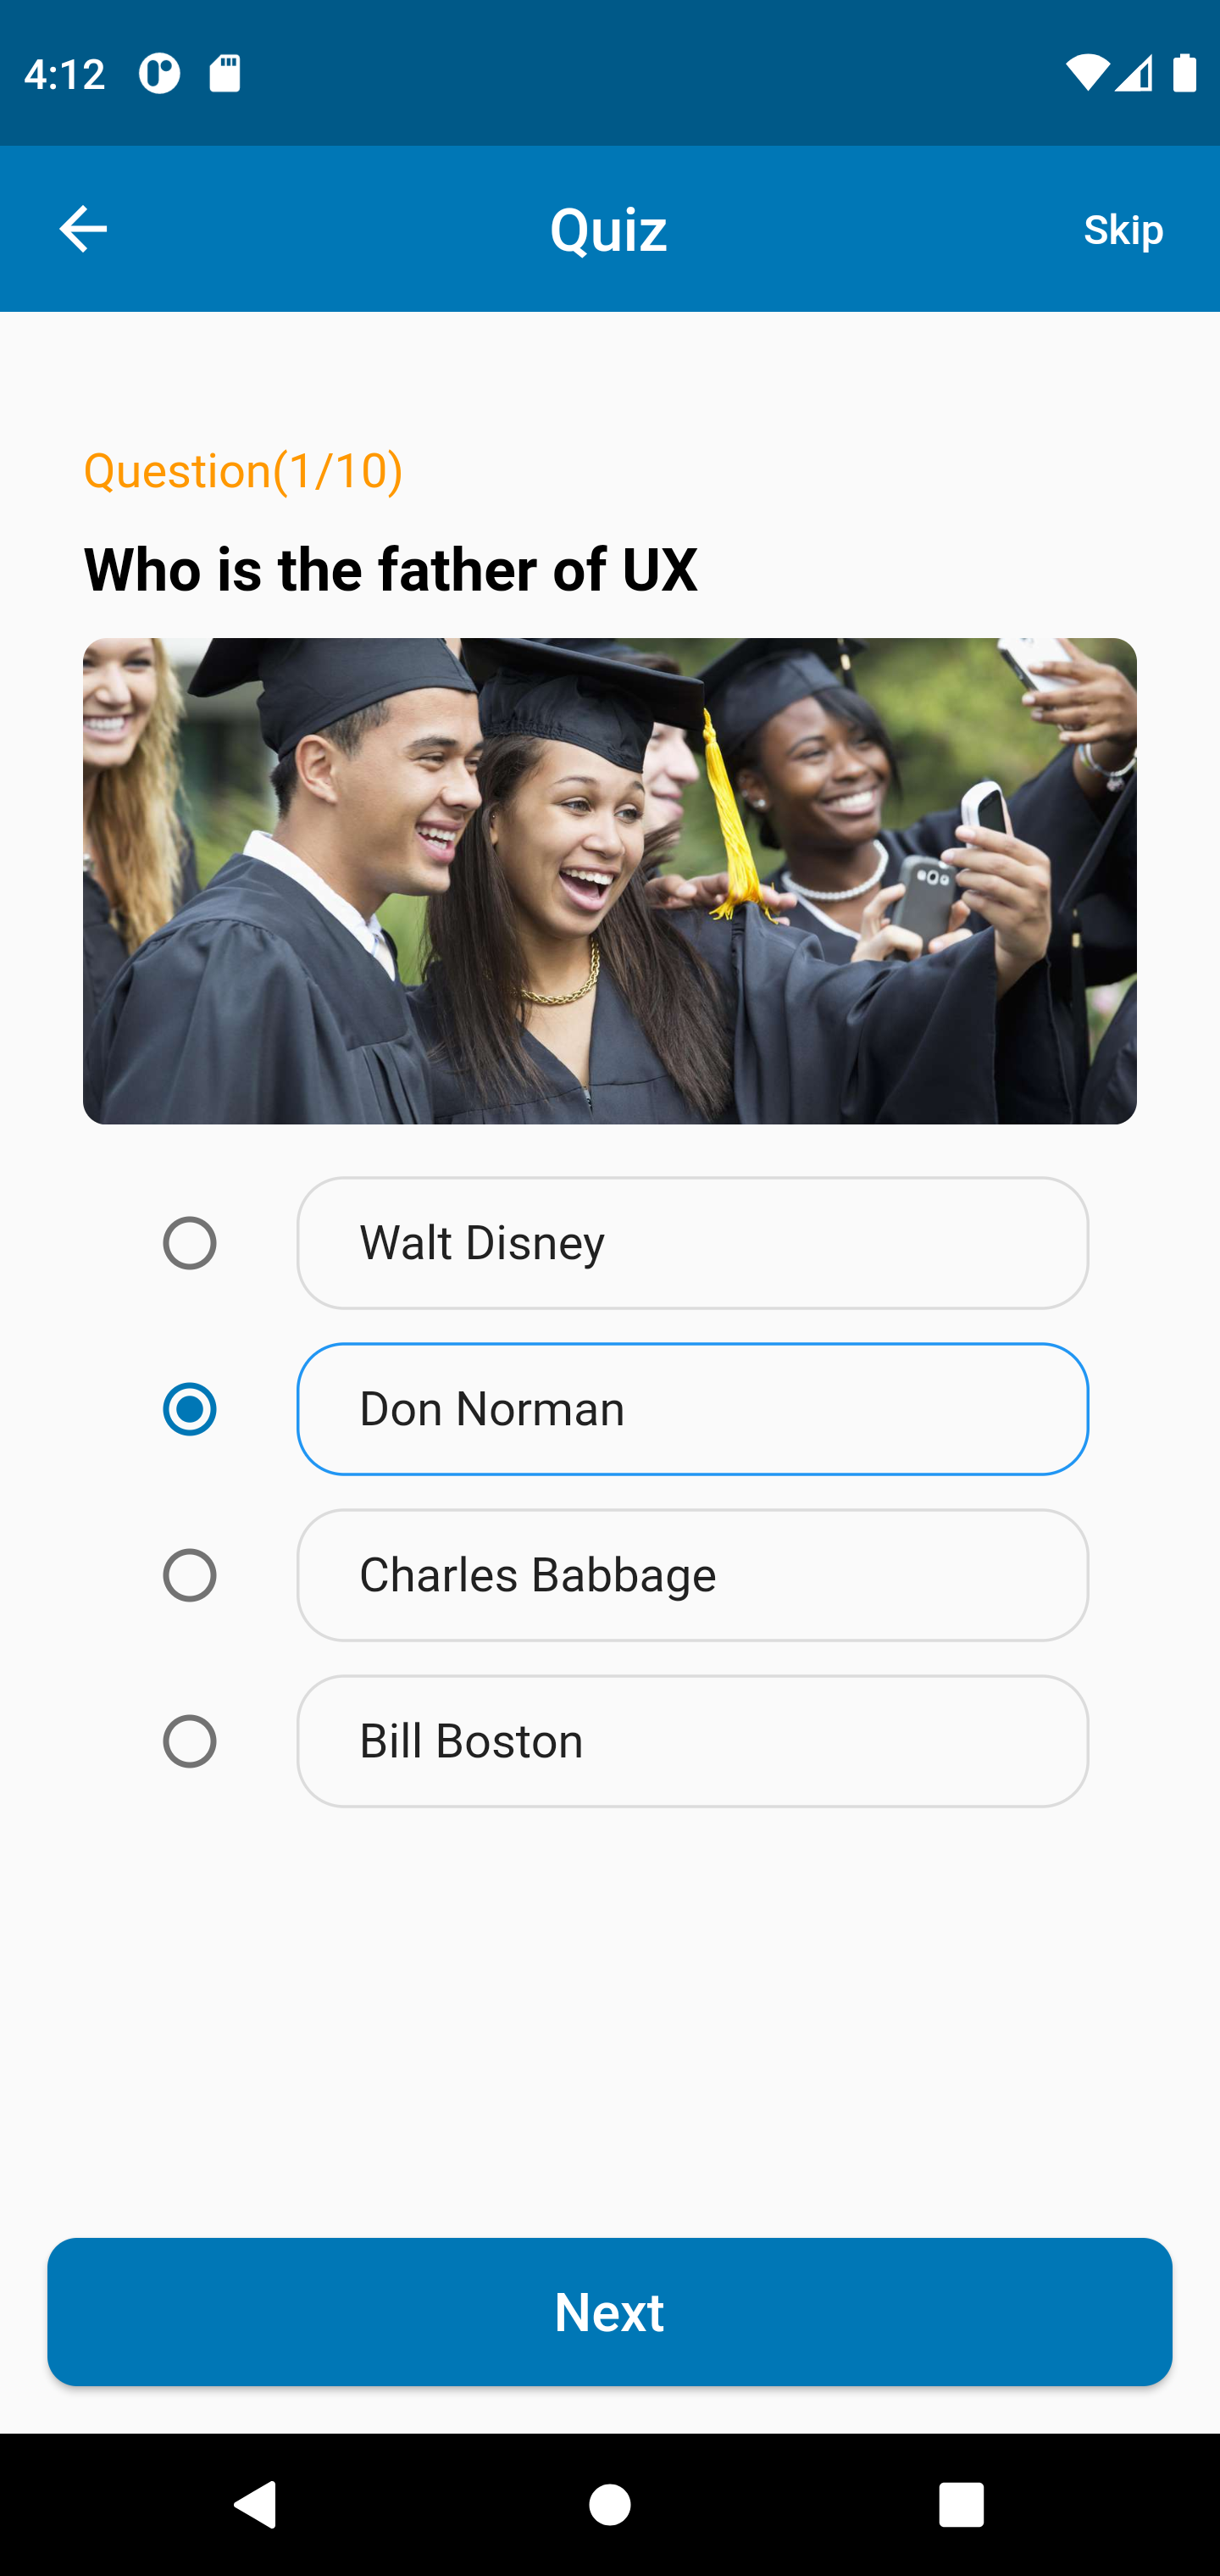 4:12
Quiz
Skip
Question(1/10)
Who is the father of UX
Walt Disney
Don Norman
Charles Babbage
Bill Boston
Next